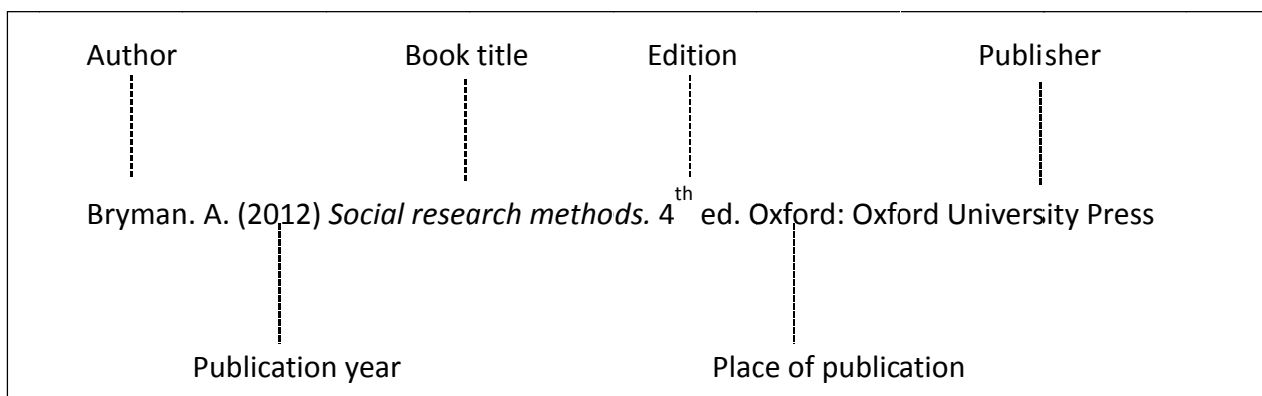 Author Book title Edition Publisher
Bryman. A. (2012) Social research methods. 4th ed. Oxford: Oxford University Press
Publication year Place of publication